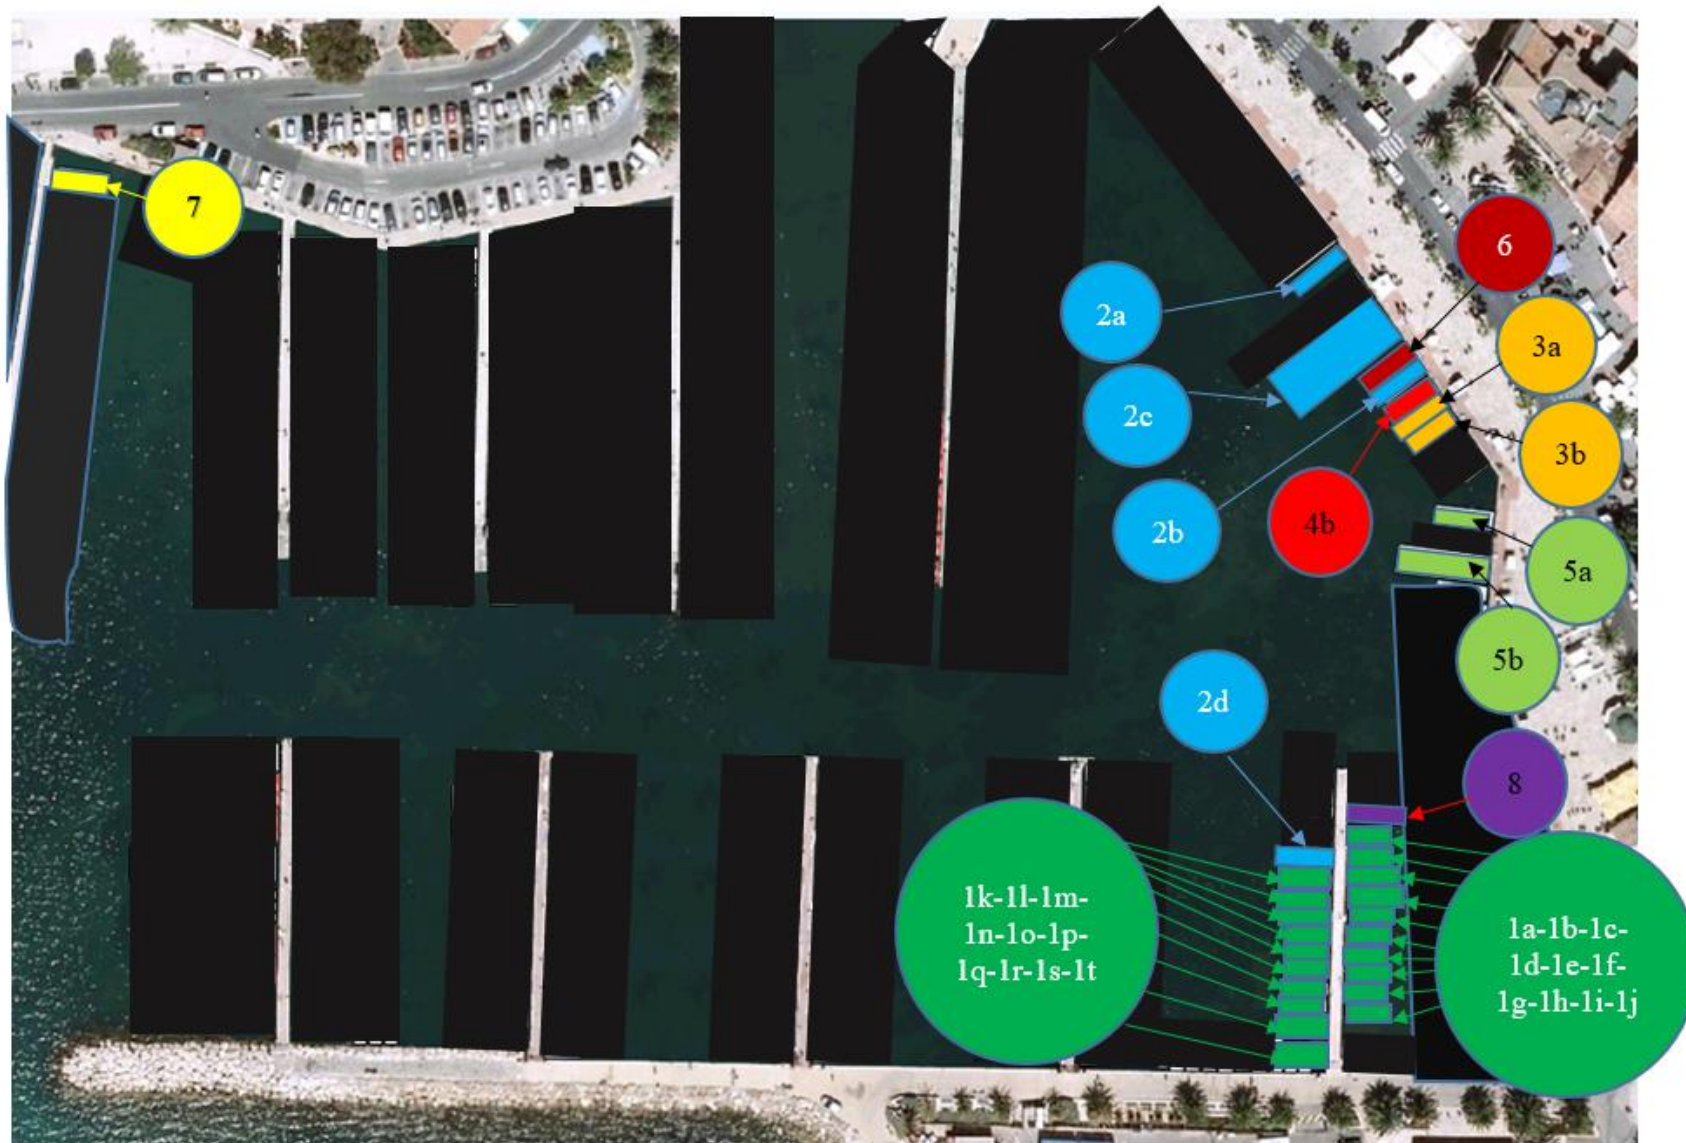 7
6
2a
3a
2c
3b
2b
4b
5a
5b
2d
8
1k-1l-1m-
1n-1o-1p-
1q-1r-1s-1t
1a-1b-1c-
1d-1e-1f-
1g-1h-1i-1j